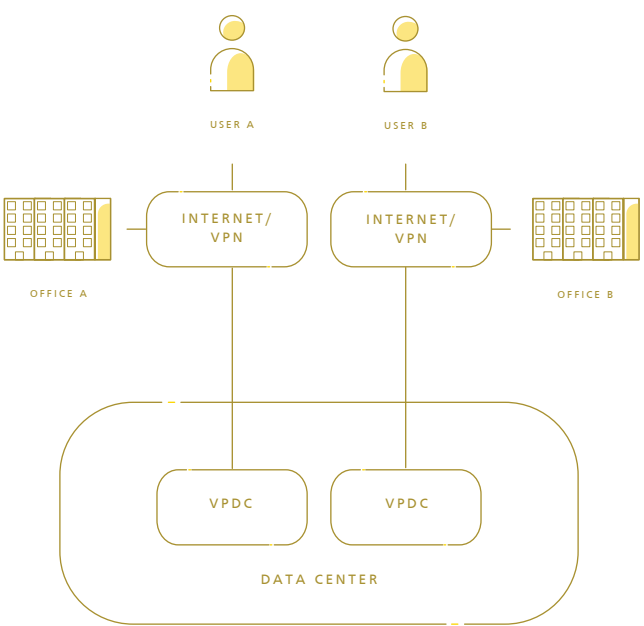 USER A
USER B
INTERNET/
VPN
INTERNET/
VPN
OFFICE A
OFFICE B
VPDC
VPDC
DATA CENTER